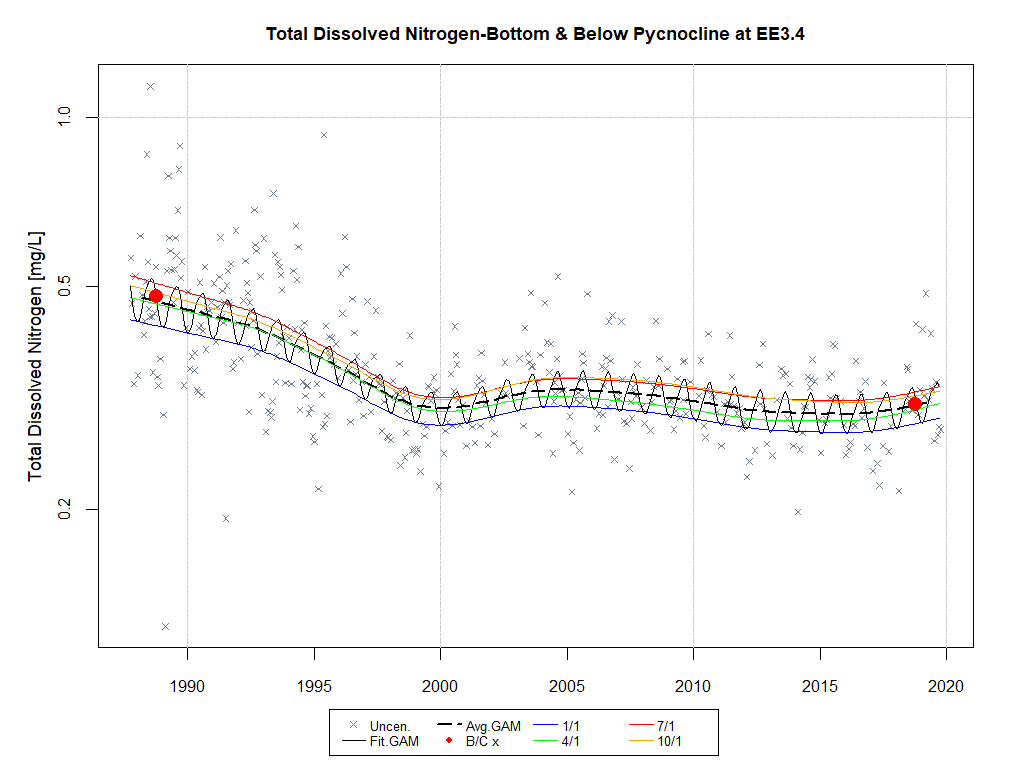 Total Dissolved Nitrogen-Bottom & Below Pycnocline at EE3.4
Total Dissolved Nitrogen [mg/L]
1.0
0.5
0.2
1990 1995 2000 2005 2010 2015 2020
Uncen. Avg.GAM 1/1 7/1
Fit.GAM B/C x 4/1 10/1